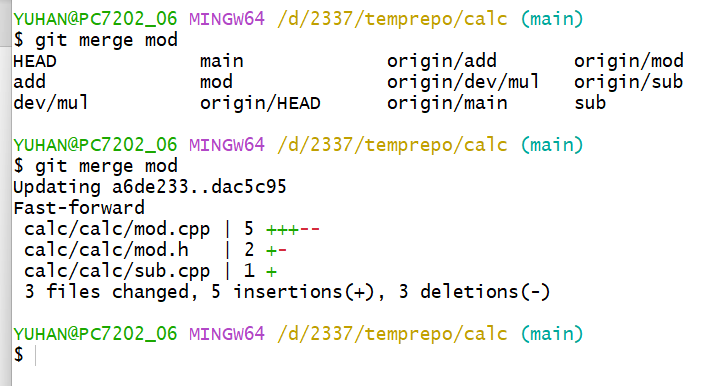 YUHAN@PC7202_06 MINGW64 /d/2337/temprepo/calc (main)
$ git merge mod
HEAD main origin/add origin/mod
add mod origin/dev/mul origin/sub
dev/mul origin/HEAD origin/main sub
YUHAN@PC7202_06 MINGW64 /d/2337/temprepo/calc (main)
$ git merge mod
Updating a6de233..dac5c95
Fast-forward
calc/calc/mod.cpp | 5 +++--
calc/calc/mod.h | 2 +-
calc/calc/sub.cpp | 1 +
3 files changed, 5 insertions(+), 3 deletions(-)
YUHAN@PC7202_06 MINGW64 /d/2337/temprepo/calc (main)
$